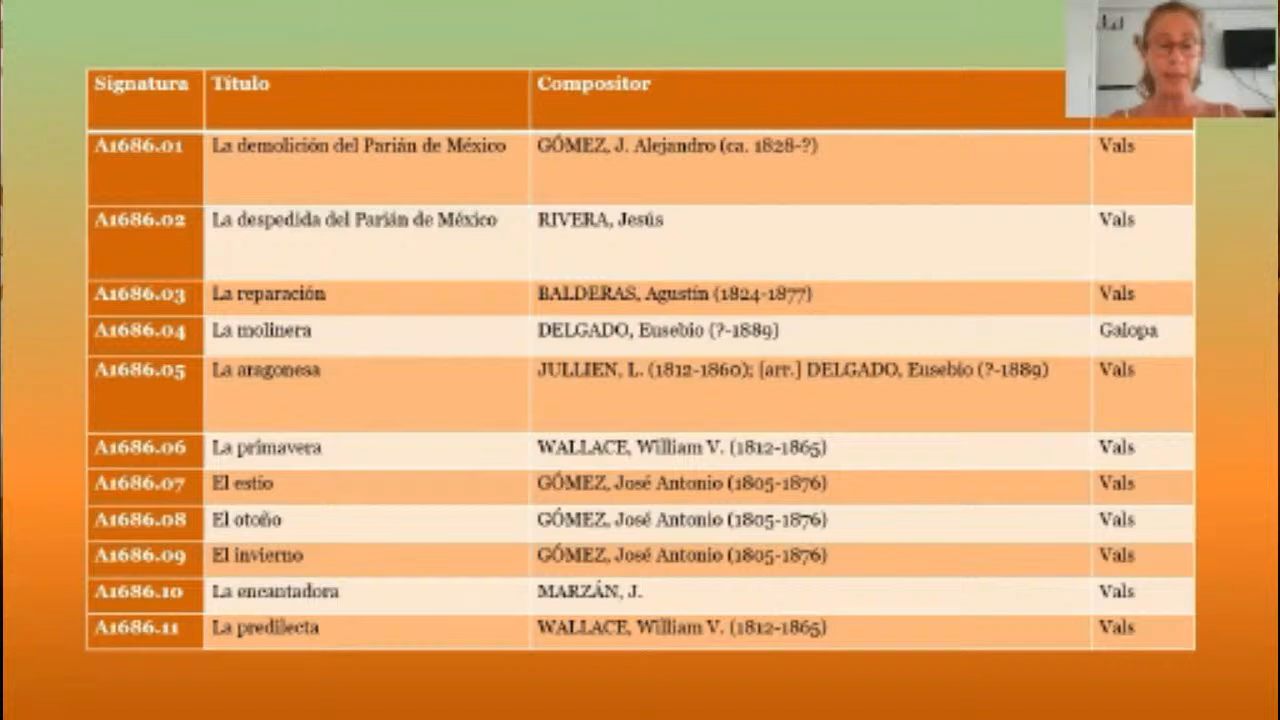 Signatura Título Compositor
A1686.01 La demolición del Parián de México GÓMEZ, J. Alejandro (ca. 1828-?) Vals
A1686.02 La despedida del Parián de México RIVERA, Jesús Vals
A1686.03 La reparación BALDERAS, Agustín (1824-1877) Vals
A1686.04 La molinera DELGADO, Eusebio (?-1889) Galopa
A1686.05 La aragonesa JULLIEN, L. (1812-1860); [arr.] DELGADO, Eusebio (?-1889) Vals
A1686.06 La primavera WALLACE, William V. (1812-1865) Vals
A1686.07 El estío GÓMEZ, José Antonio (1805-1876) Vals
A1686.08 El otoño GÓMEZ, José Antonio (1805-1876) Vals
A1686.09 El invierno GÓMEZ, José Antonio (1805-1876) Vals
A1686.10 La encantadora MARZÁN, J. Vals
A1686.11 La predilecta WALLACE, William V. (1812-1865) Vals